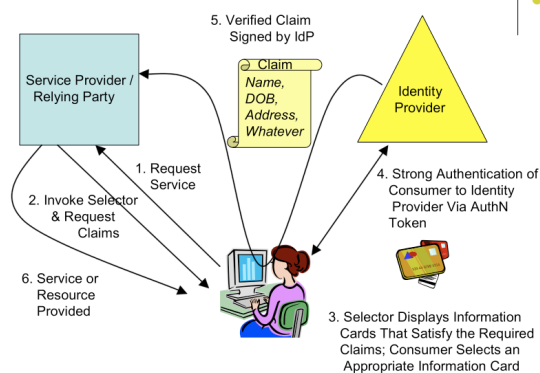 5. Verified Claim
Signed by IdP
Service Provider /
Relying Party
Claim
Name,
DOB,
Address,
Whatever
Identity
Provider
1. Request
Service
2. Invoke Selector
& Request
Claims
4. Strong Authentication of
Consumer to Identity
Provider Via AuthN
Token
6. Service or
Resource
Provided
3. Selector Displays Information
Cards That Satisfy the Required
Claims; Consumer Selects an
Appropriate Information Card